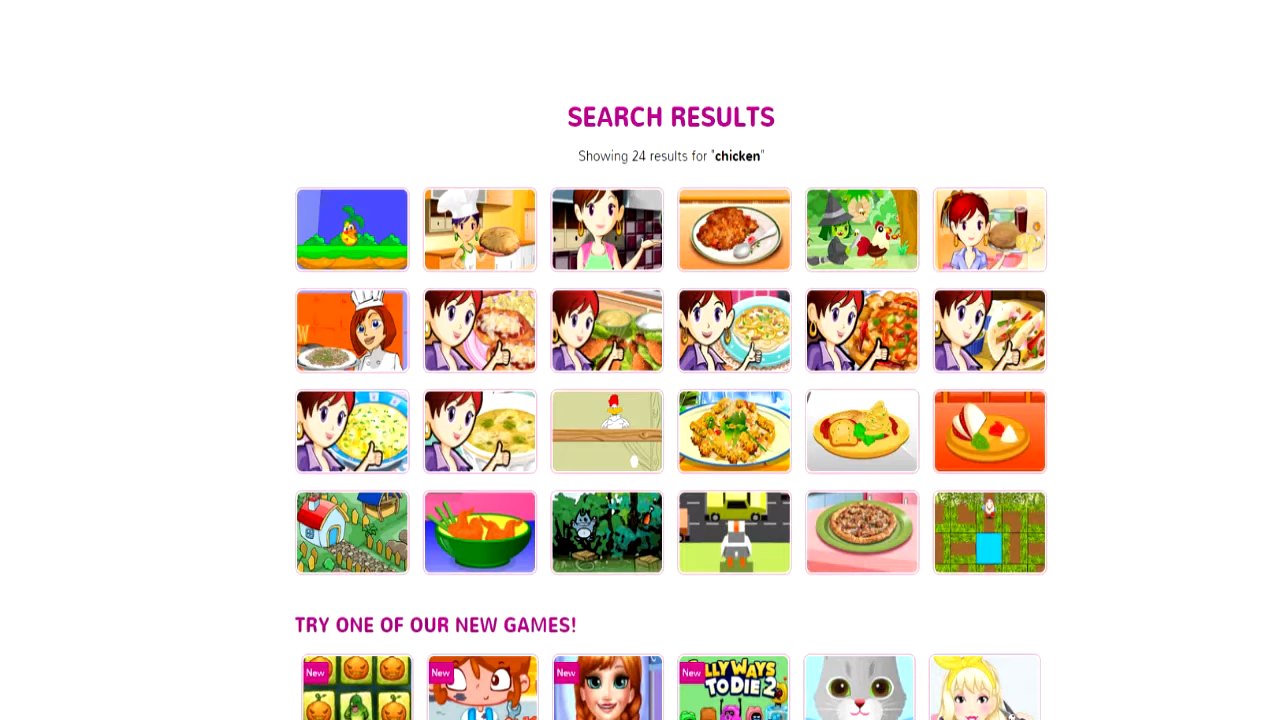 SEARCH RESULTS
Showing 24 results for "chicken"
TRY ONE OF OUR NEW GAMES!
New
New
New
New
LLY WAYS
TO DIE 2